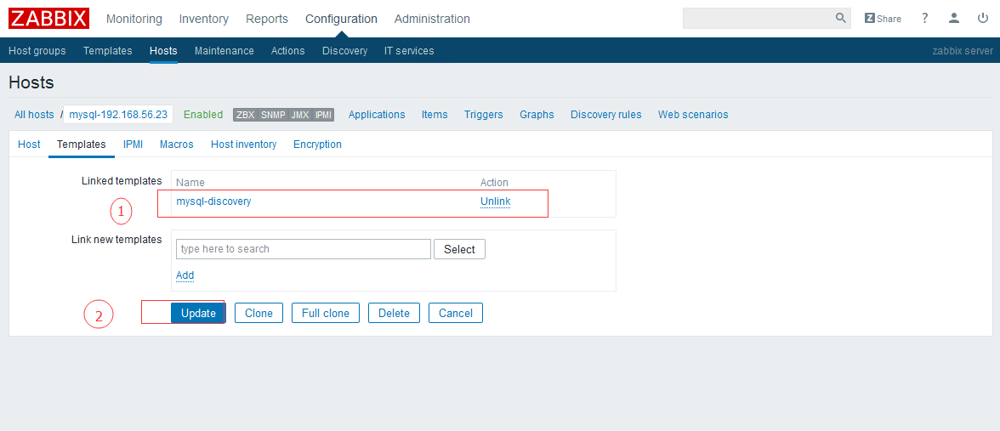 ZABBIX Monitoring Inventory Reports Configuration Administration Z Share ?
Host groups Templates Hosts Maintenance Actions Discovery IT services zabbix server
Hosts
All hosts / mysql-192.168.56.23 Enabled ZBX SNMP JMX IPMI Applications Items Triggers Graphs Discovery rules Web scenarios
Host Templates IPMI Macros Host inventory Encryption
Linked templates Name Action
1 mysql-discovery Unlink
Link new templates
type here to search Select
Add
2 Update Clone Full clone Delete Cancel